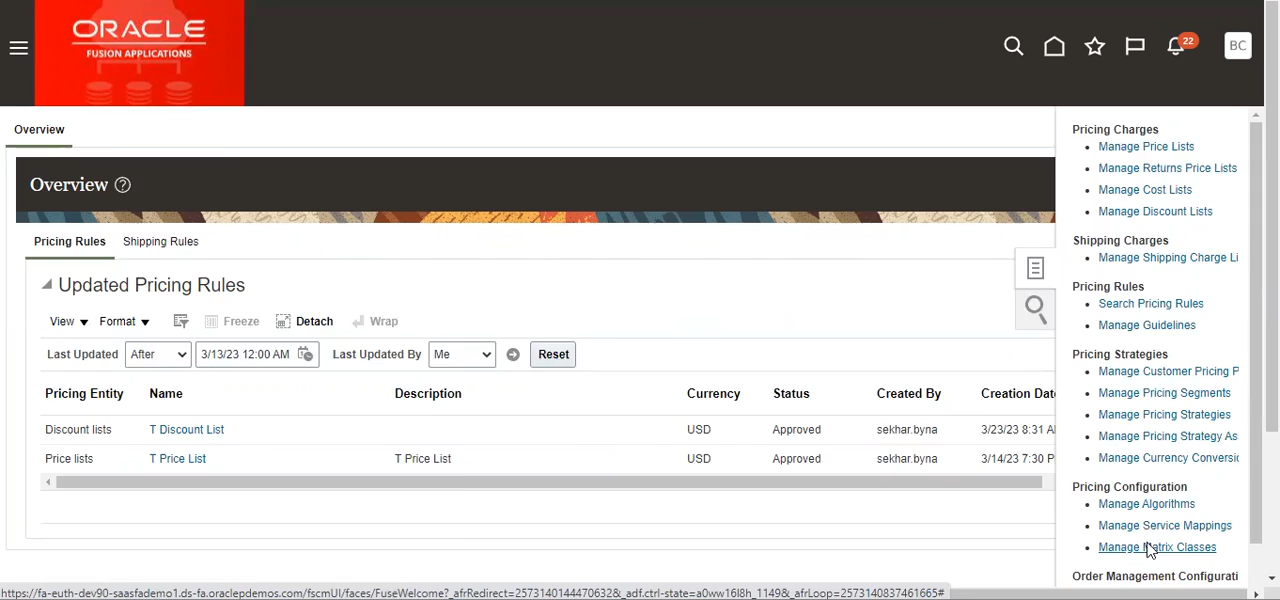 ORACLE
FUSION APPLICATIONS
22
BC
Overview
Overview ?
Pricing Rules Shipping Rules
Updated Pricing Rules
View Format Freeze Detach Wrap
Last Updated After 3/13/23 12:00 AM Last Updated By Me Reset
Pricing Entity Name Description Currency Status Created By Creation Date
Discount lists T Discount List USD Approved sekhar.byna 3/23/23 8:31 A
Price lists T Price List T Price List USD Approved sekhar.byna 3/14/23 7:30 P
Pricing Charges
Manage Price Lists
Manage Returns Price Lists
Manage Cost Lists
Manage Discount Lists
Shipping Charges
Manage Shipping Charge Li
Pricing Rules
Search Pricing Rules
Manage Guidelines
Pricing Strategies
Manage Customer Pricing P
Manage Pricing Segments
Manage Pricing Strategies
Manage Pricing Strategy As
Manage Currency Conversio
Pricing Configuration
Manage Algorithms
Manage Service Mappings
Manage Matrix Classes
Order Management Configurati
https://fa-euth-dev90-saasfademo1.ds-fa.oraclepdemos.com/fscmUI/faces/FuseWelcome?_afrRedirect=257314014447063​2&_adf.ctrl-state=a0ww16l8h_1149&_afrLoop=2573140837461665#